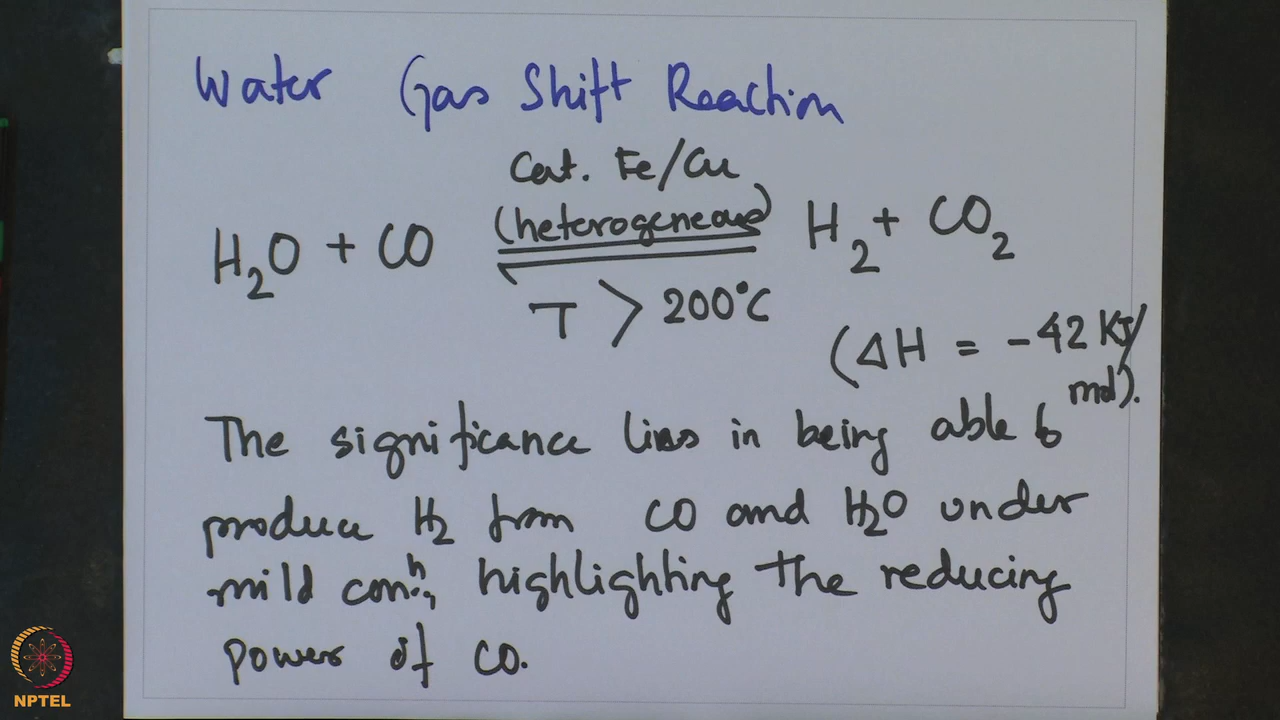 Water Gas Shift Reaction
Cat. Fe/Cu
(heterogeneous)
H₂O + CO ⇌ H₂ + CO₂
T > 200°C
(ΔH = -42 KJ/
mol).
The significance lies in being able to
produce H₂ from CO and H₂O under
mild conⁿ., highlighting the reducing
power of CO.
NPTEL